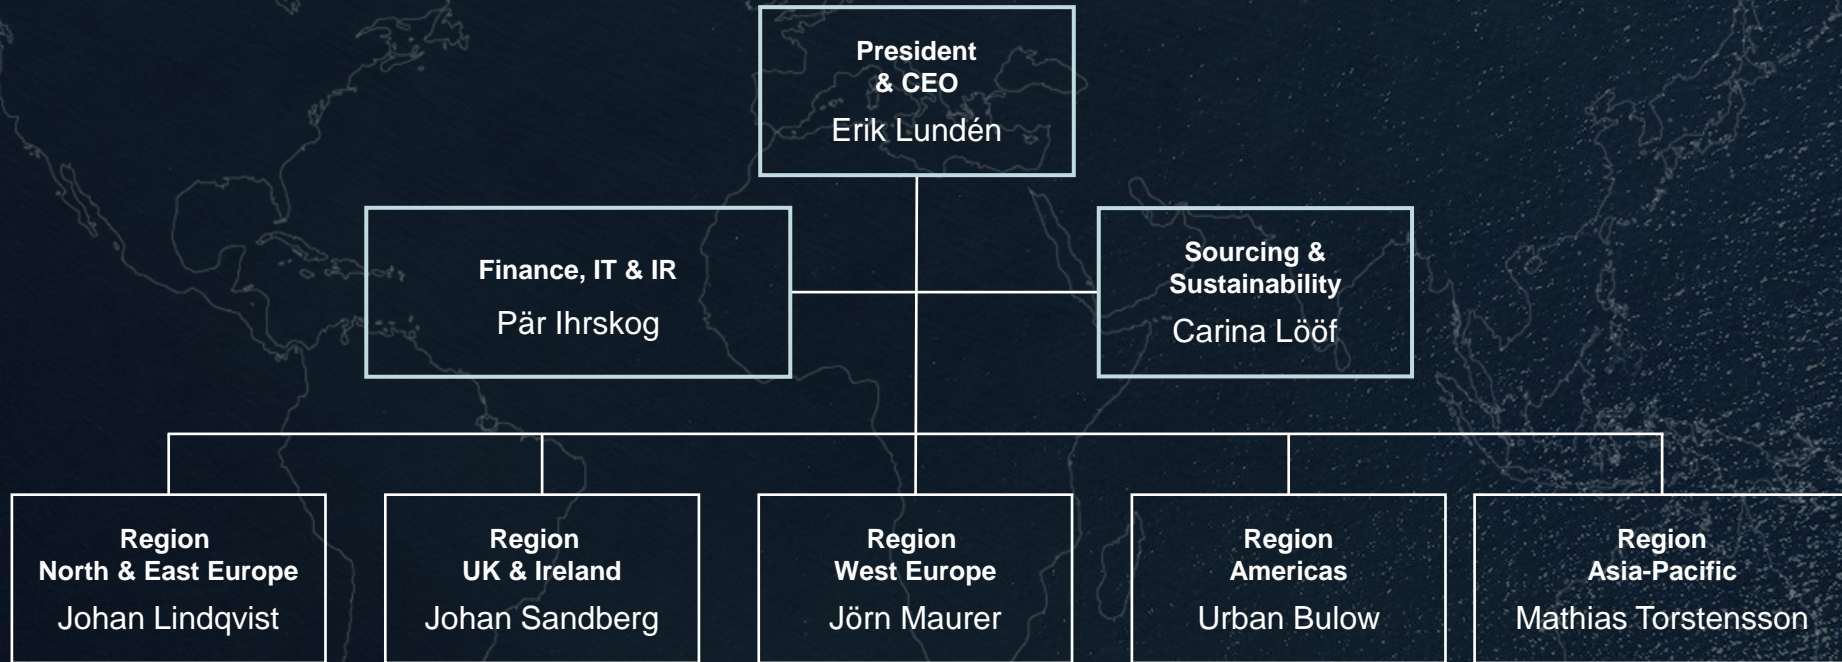 President
& CEO
Erik Lundén
Finance, IT & IR
Pär Ihrskog
Sourcing &
Sustainability
Carina Lööf
Region
North & East Europe
Johan Lindqvist
Region
UK & Ireland
Johan Sandberg
Region
West Europe
Jörn Maurer
Region
Americas
Urban Bulow
Region
Asia-Pacific
Mathias Torstensson